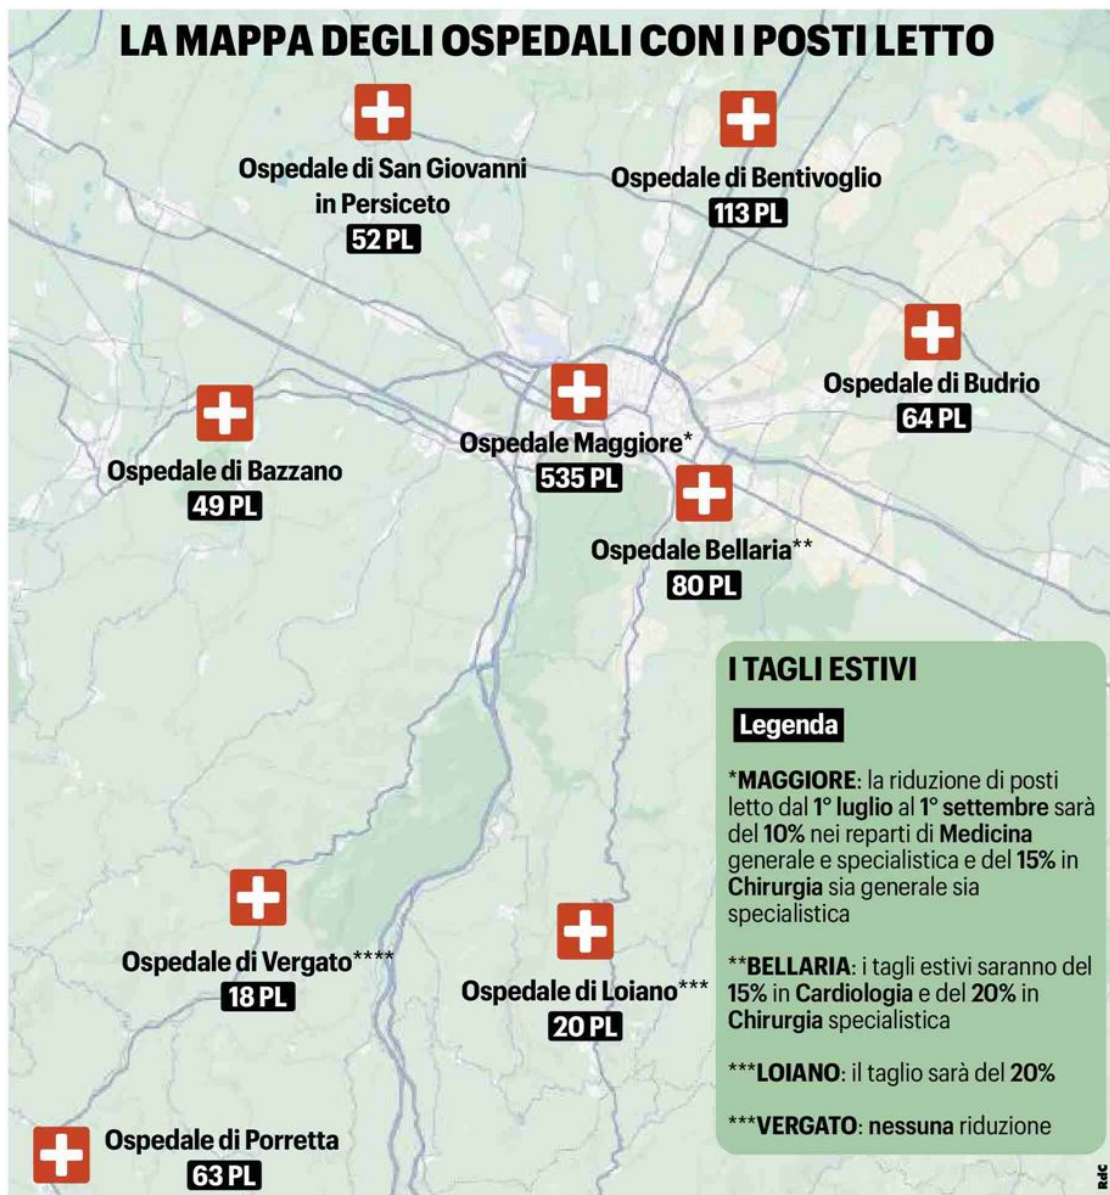 LA MAPPA DEGLI OSPEDALI CON I POSTI LETTO
Ospedale di San Giovanni
in Persiceto
52 PL
Ospedale di Bentivoglio
113 PL
Ospedale di Budrio
64 PL
Ospedale Maggiore*
535 PL
Ospedale di Bazzano
49 PL
Ospedale Bellaria**
80 PL
Ospedale di Vergato****
18 PL
Ospedale di Loiano***
20 PL
Ospedale di Porretta
63 PL
I TAGLI ESTIVI
Legenda
*MAGGIORE: la riduzione di posti
letto dal 1° luglio al 1° settembre sarà
del 10% nei reparti di Medicina
generale e specialistica e del 15% in
Chirurgia sia generale sia
specialistica
**BELLARIA: i tagli estivi saranno del
15% in Cardiologia e del 20% in
Chirurgia specialistica
***LOIANO: il taglio sarà del 20%
***VERGATO: nessuna riduzione
RdC